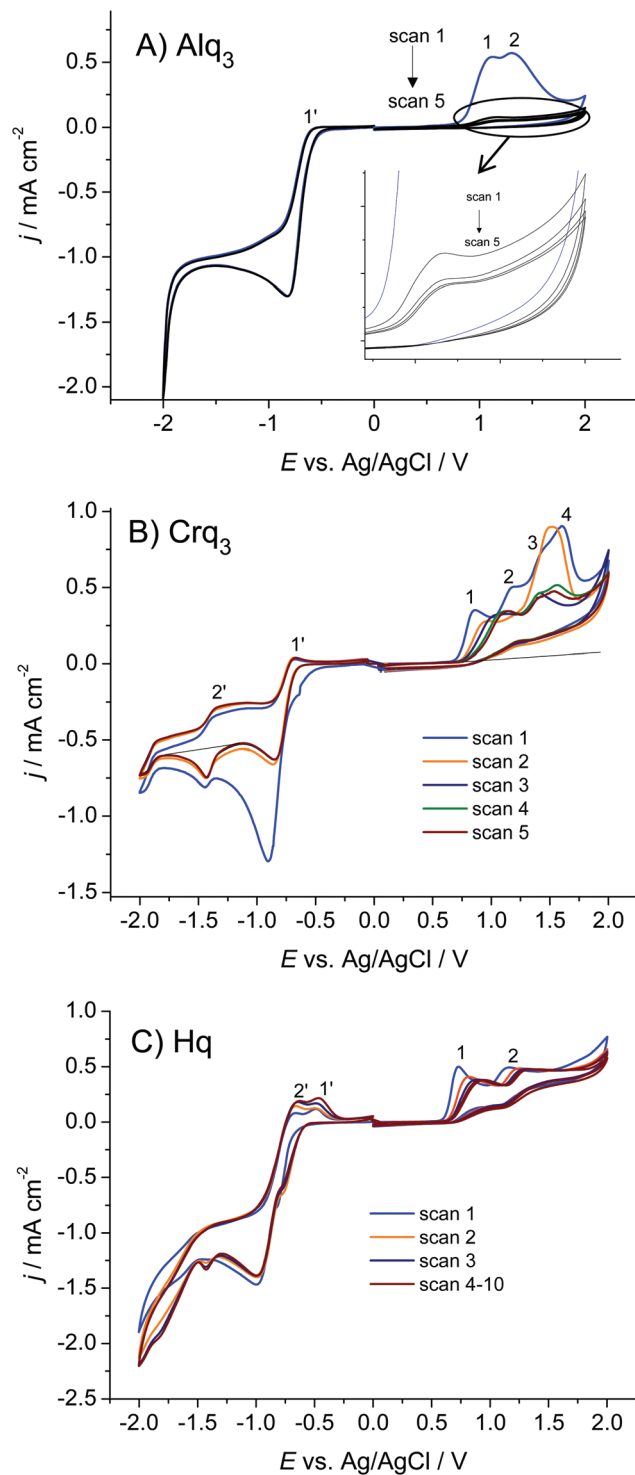 A) Alq3
scan 1
scan 5
1 2
1'
scan 1
scan 5
0.5
0.0
-0.5
-1.0
-1.5
-2.0
j / mA cm-2
-2 -1 0 1 2
E vs. Ag/AgCl / V
B) Crq3
1 2 3 4
1'
2'
scan 1
scan 2
scan 3
scan 4
scan 5
1.0
0.5
0.0
-0.5
-1.0
-1.5
j / mA cm-2
-2.0 -1.5 -1.0 -0.5 0.0 0.5 1.0 1.5 2.0
E vs. Ag/AgCl / V
C) Hq
1 2
2' 1'
scan 1
scan 2
scan 3
scan 4-10
1.0
0.5
0.0
-0.5
-1.0
-1.5
-2.0
-2.5
j / mA cm-2
-2.0 -1.5 -1.0 -0.5 0.0 0.5 1.0 1.5 2.0
E vs. Ag/AgCl / V